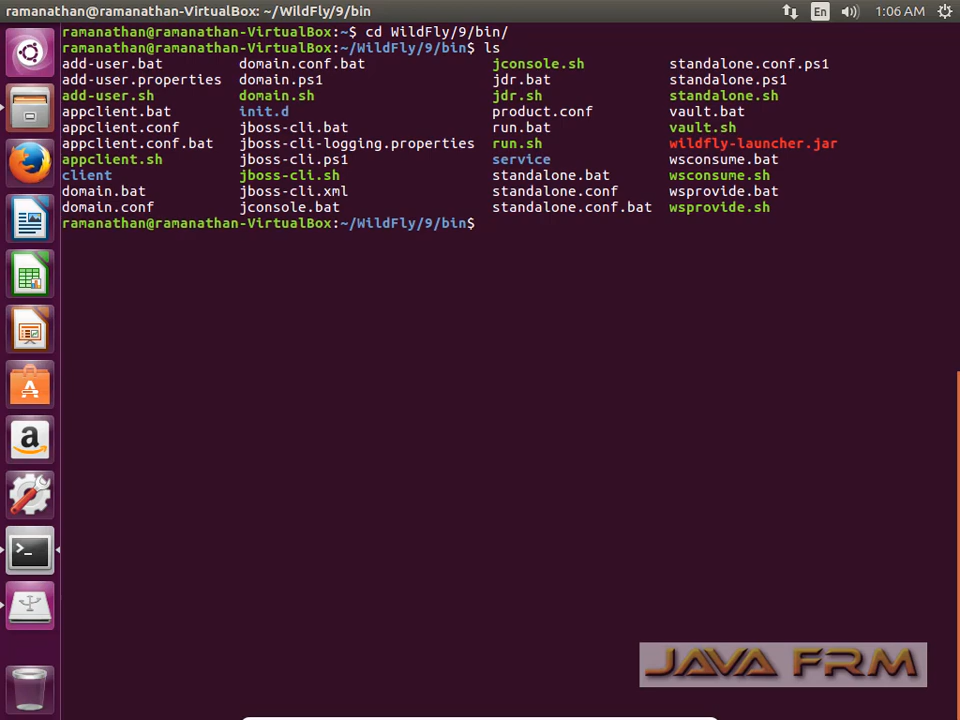 ramanathan@ramanathan-VirtualBox: ~/WildFly/9/bin En 1:06 AM
ramanathan@ramanathan-VirtualBox:~$ cd WildFly/9/bin/
ramanathan@ramanathan-VirtualBox:~/WildFly/9/bin$ ls
add-user.bat domain.conf.bat jconsole.sh standalone.conf.ps1
add-user.properties domain.ps1 jdr.bat standalone.ps1
add-user.sh domain.sh jdr.sh standalone.sh
appclient.bat init.d product.conf vault.bat
appclient.conf jboss-cli.bat run.bat vault.sh
appclient.conf.bat jboss-cli-logging.properties run.sh wildfly-launcher.jar
appclient.sh jboss-cli.ps1 service wsconsume.bat
client jboss-cli.sh standalone.bat wsconsume.sh
domain.bat jboss-cli.xml standalone.conf wsprovide.bat
domain.conf jconsole.bat standalone.conf.bat wsprovide.sh
ramanathan@ramanathan-VirtualBox:~/WildFly/9/bin$
JAVA FRM